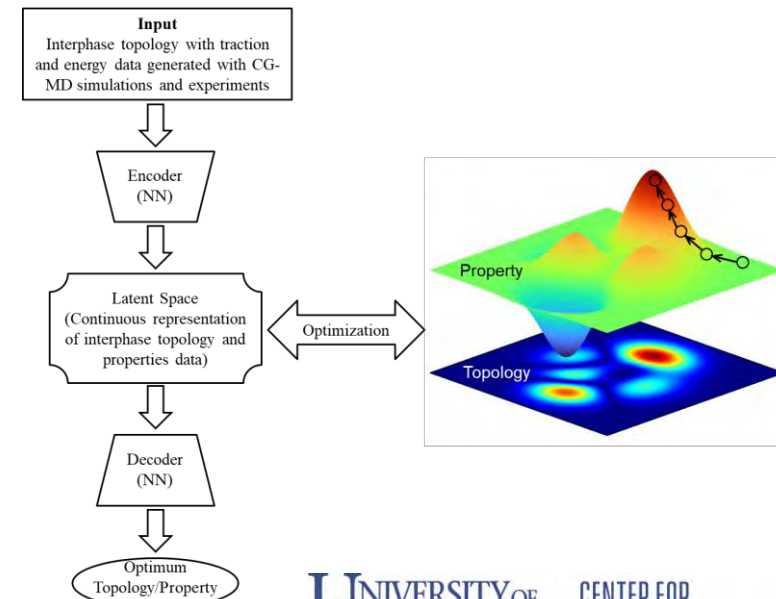 Input
Interphase topology with traction
and energy data generated with CG-
MD simulations and experiments
Encoder
(NN)
Latent Space
(Continuous representation
of interphase topology and
properties data)
Optimization
Property
Topology
Decoder
(NN)
Optimum
Topology/Property
UNIVERSITY OF
CENTER FOR